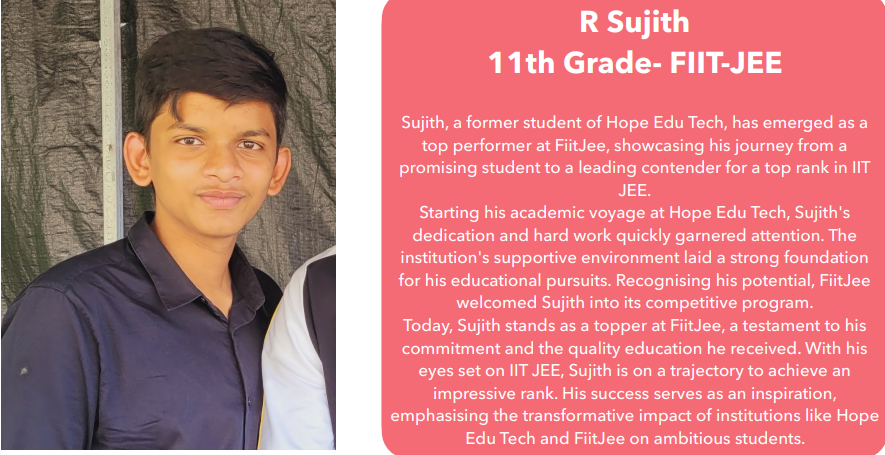 R Sujith
11th Grade- FIIT-JEE
Sujith, a former student of Hope Edu Tech, has emerged as a
top performer at FiitJee, showcasing his journey from a
promising student to a leading contender for a top rank in IIT
JEE.
Starting his academic voyage at Hope Edu Tech, Sujith's
dedication and hard work quickly garnered attention. The
institution's supportive environment laid a strong foundation
for his educational pursuits. Recognising his potential, FiitJee
welcomed Sujith into its competitive program.
Today, Sujith stands as a topper at FiitJee, a testament to his
commitment and the quality education he received. With his
eyes set on IIT JEE, Sujith is on a trajectory to achieve an
impressive rank. His success serves as an inspiration,
emphasising the transformative impact of institutions like Hope
Edu Tech and FiitJee on ambitious students.